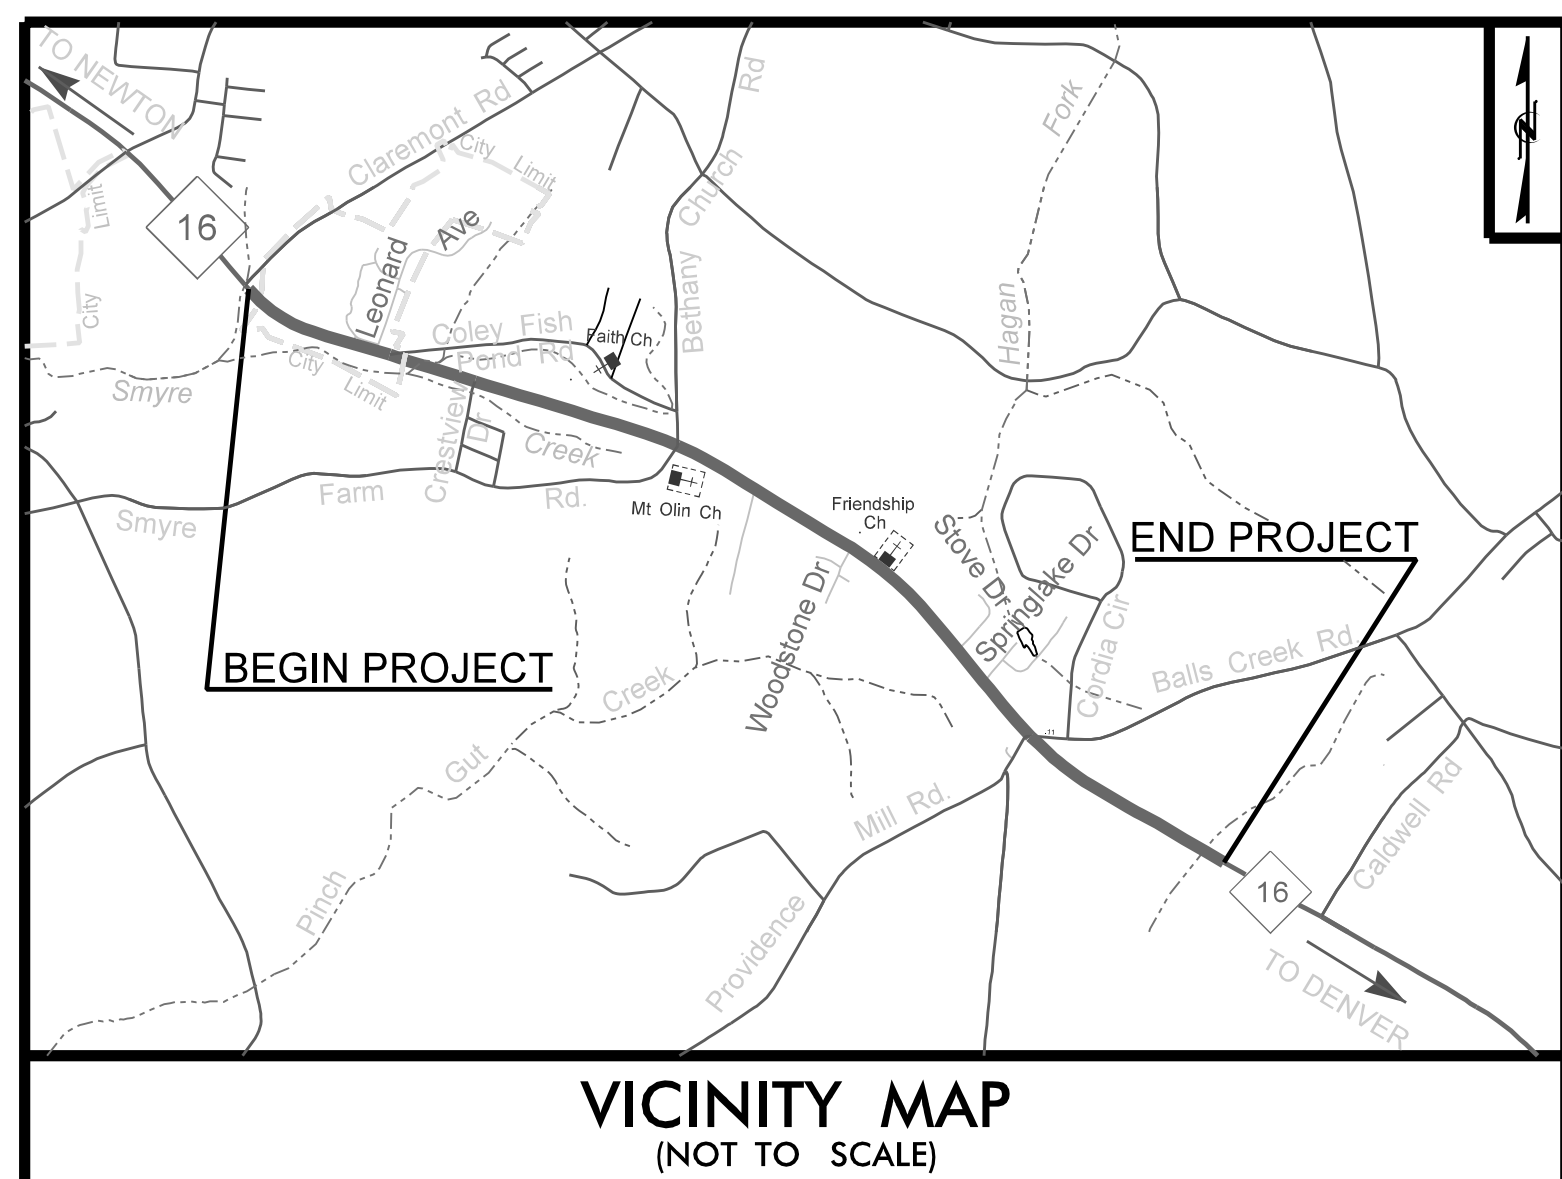 TO NEWTON
16
Claremont Rd
City Limit
City Limit
Leonard Ave
Bethany Church Rd
Hagan Fork
N
Coley Fish
Pond Rd
Faith Ch
City Limit
Smyre
Creek
Crestview
Dr
Smyre Farm Rd.
Mt Olin Ch
Friendship
Ch
Stove Dr
Springlake Dr
Woodstone Dr
Cordia Cir
END PROJECT
BEGIN PROJECT
Balls Creek Rd.
Pinch Gut Creek
Providence Mill Rd.
Caldwell Rd
16
TO DENVER
VICINITY MAP
(NOT TO SCALE)